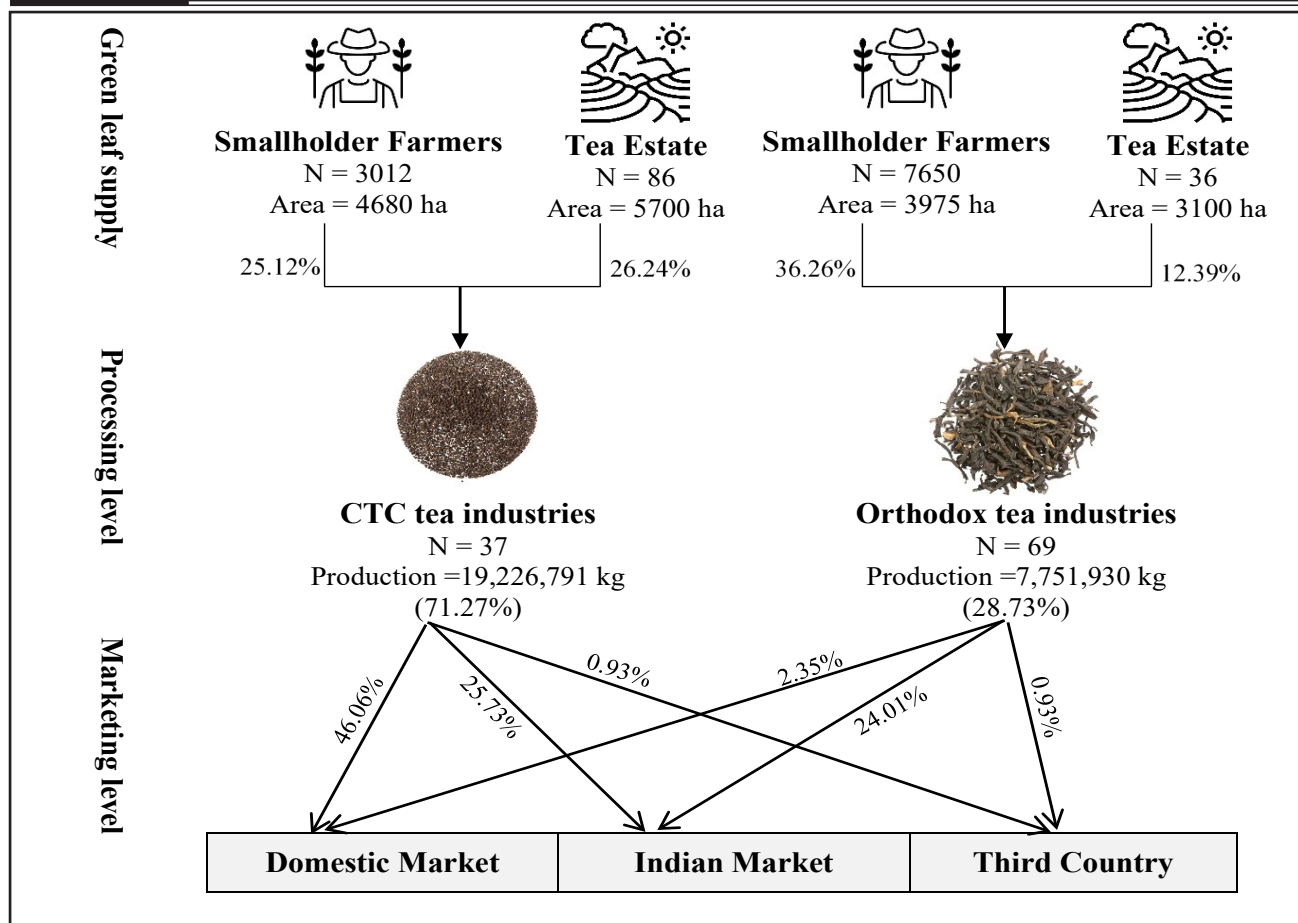 Green leaf supply
Smallholder Farmers
N = 3012
Area = 4680 ha
Tea Estate
N = 86
Area = 5700 ha
Smallholder Farmers
N = 7650
Area = 3975 ha
Tea Estate
N = 36
Area = 3100 ha
25.12%
26.24%
36.26%
12.39%
Processing level
CTC tea industries
N = 37
Production =19,226,791 kg
(71.27%)
Orthodox tea industries
N = 69
Production =7,751,930 kg
(28.73%)
Marketing level
46.06%
25.73%
0.93%
2.35%
24.01%
0.93%
Domestic Market
Indian Market
Third Country